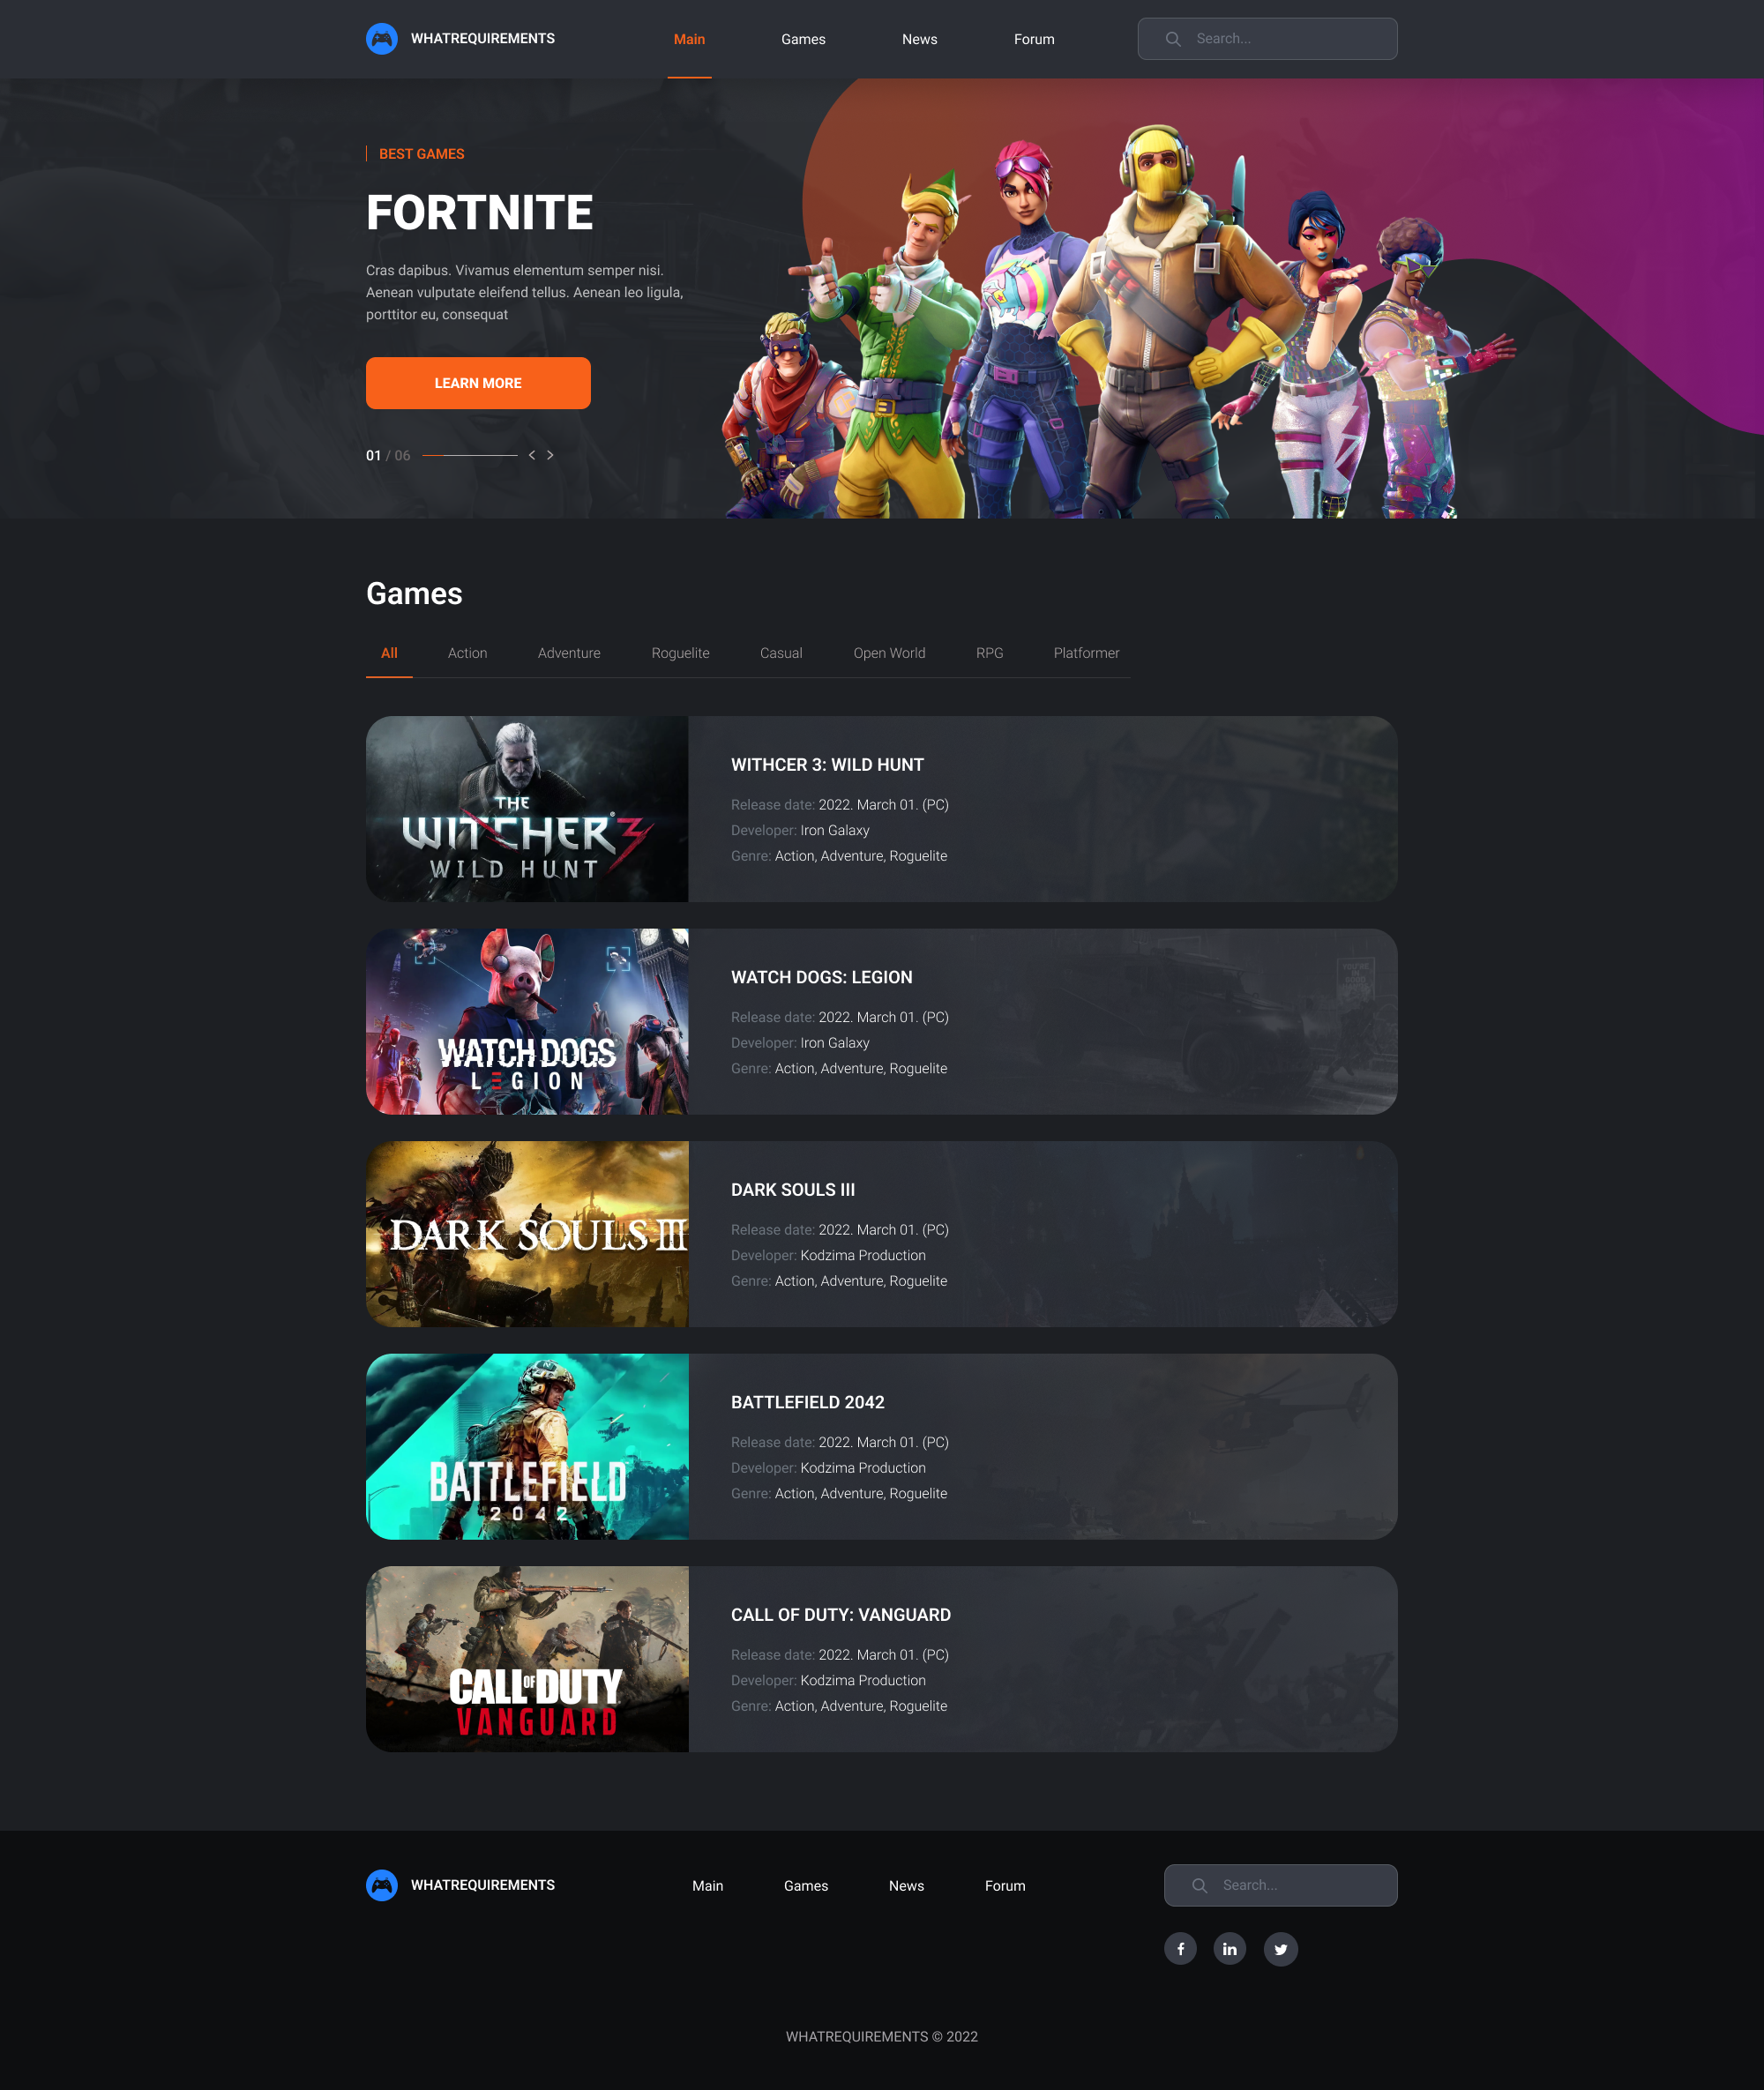 WHATREQUIREMENTS
Main
Games
News
Forum
Search...
BEST GAMES
FORTNITE
Cras dapibus. Vivamus elementum semper nisi.
Aenean vulputate eleifend tellus. Aenean leo ligula,
porttitor eu, consequat
LEARN MORE
01 / 06
Games
All
Action
Adventure
Roguelite
Casual
Open World
RPG
Platformer
THE
WITCHER 3
WILD HUNT
WITHCER 3: WILD HUNT
Release date: 2022. March 01. (PC)
Developer: Iron Galaxy
Genre: Action, Adventure, Roguelite
WATCH DOGS
LEGION
WATCH DOGS: LEGION
Release date: 2022. March 01. (PC)
Developer: Iron Galaxy
Genre: Action, Adventure, Roguelite
DARK SOULS III
DARK SOULS III
Release date: 2022. March 01. (PC)
Developer: Kodzima Production
Genre: Action, Adventure, Roguelite
BATTLEFIELD
2042
BATTLEFIELD 2042
Release date: 2022. March 01. (PC)
Developer: Kodzima Production
Genre: Action, Adventure, Roguelite
CALL OF DUTY
VANGUARD
CALL OF DUTY: VANGUARD
Release date: 2022. March 01. (PC)
Developer: Kodzima Production
Genre: Action, Adventure, Roguelite
WHATREQUIREMENTS
Main
Games
News
Forum
Search...
f
in
WHATREQUIREMENTS © 2022